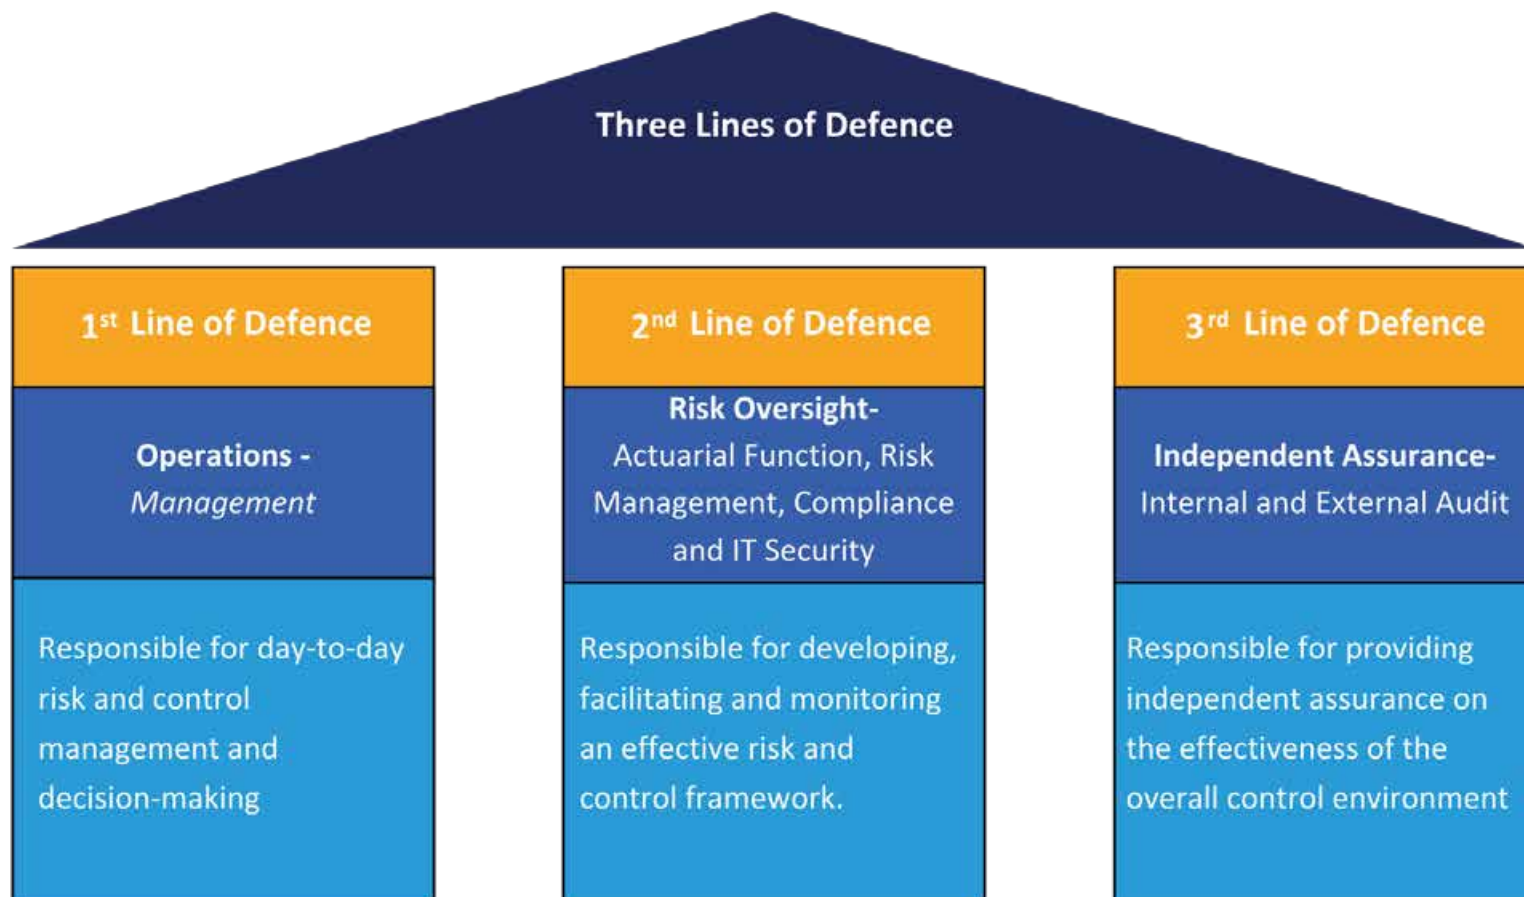 Three Lines of Defence
1st Line of Defence
Operations -
Management
Responsible for day-to-day
risk and control
management and
decision-making
2nd Line of Defence
Risk Oversight-
Actuarial Function, Risk
Management, Compliance
and IT Security
Responsible for developing,
facilitating and monitoring
an effective risk and
control framework.
3rd Line of Defence
Independent Assurance-
Internal and External Audit
Responsible for providing
independent assurance on
the effectiveness of the
overall control environment